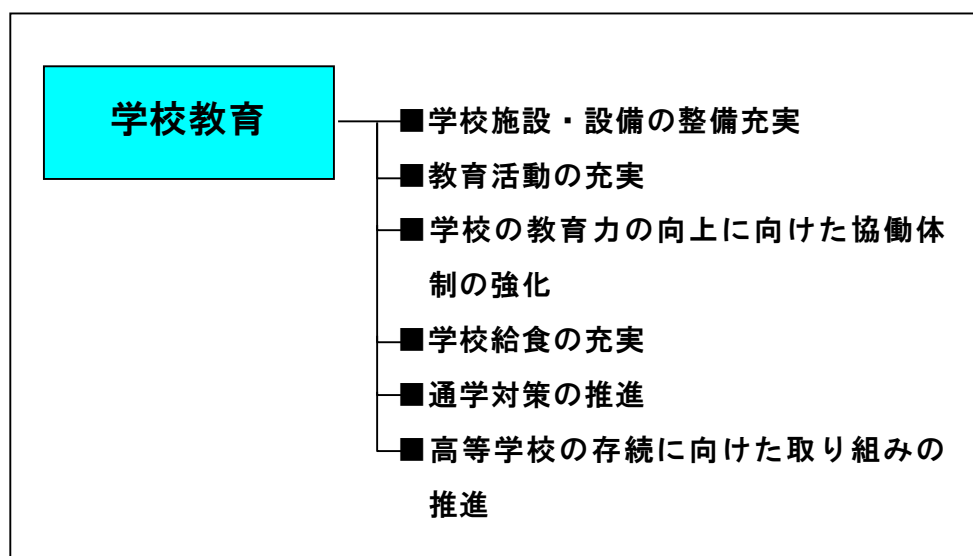 学校教育
■学校施設・設備の整備充実
■教育活動の充実
■学校の教育力の向上に向けた協働体
制の強化
■学校給食の充実
■通学対策の推進
■高等学校の存続に向けた取り組みの
推進